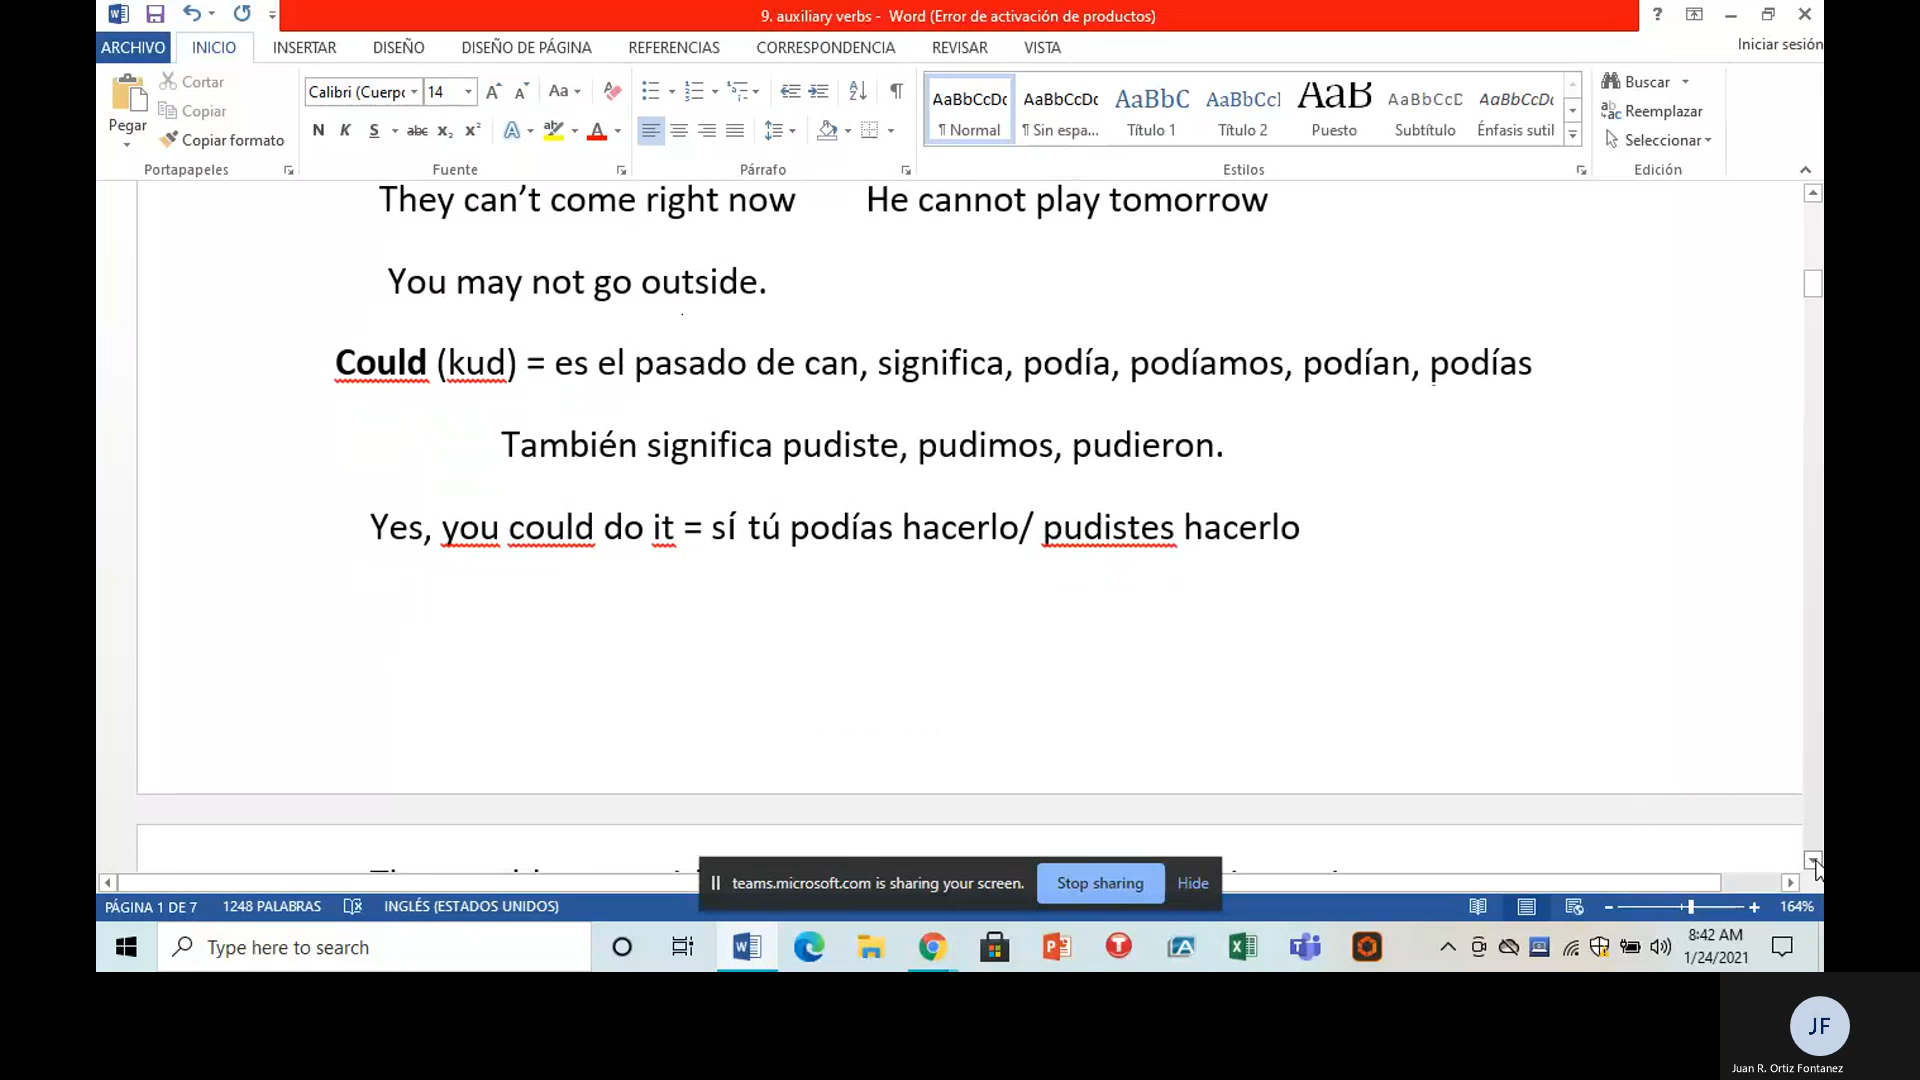 9. auxiliary verbs - Word (Error de activación de productos)
ARCHIVO INICIO INSERTAR DISEÑO DISEÑO DE PÁGINA REFERENCIAS CORRESPONDENCIA REVISAR VISTA Iniciar sesión
Pegar
Cortar
Copiar
Copiar formato
Portapapeles
Calibri (Cuerpo 14
N K S abc x₂ x²
Fuente
Párrafo
AaBbCcDc AaBbCcDc AaBbC AaBbCcI AaB AaBbCcD AaBbCcDc
¶ Normal ¶ Sin espa... Título 1 Título 2 Puesto Subtítulo Énfasis sutil
Estilos
Buscar
Reemplazar
Seleccionar
Edición
They can’t come right now He cannot play tomorrow
You may not go outside.
Could (kud) = es el pasado de can, significa, podía, podíamos, podían, podías
También significa pudiste, pudimos, pudieron.
Yes, you could do it = sí tú podías hacerlo/ pudistes hacerlo
teams.microsoft.com is sharing your screen. Stop sharing Hide
PÁGINA 1 DE 7 1248 PALABRAS INGLÉS (ESTADOS UNIDOS) 164%
Type here to search
8:42 AM
1/24/2021
JF
Juan R. Ortiz Fontanez